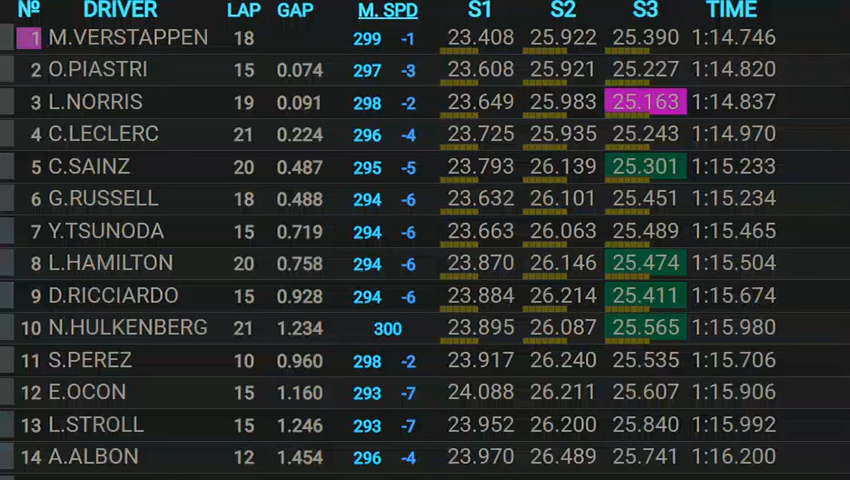 Nº DRIVER LAP GAP M. SPD S1 S2 S3 TIME
1 M.VERSTAPPEN 18 299 -1 23.408 25.922 25.390 1:14.746
2 O.PIASTRI 15 0.074 297 -3 23.608 25.921 25.227 1:14.820
3 L.NORRIS 19 0.091 298 -2 23.649 25.983 25.163 1:14.837
4 C.LECLERC 21 0.224 296 -4 23.725 25.935 25.243 1:14.970
5 C.SAINZ 20 0.487 295 -5 23.793 26.139 25.301 1:15.233
6 G.RUSSELL 18 0.488 294 -6 23.632 26.101 25.451 1:15.234
7 Y.TSUNODA 15 0.719 294 -6 23.663 26.063 25.489 1:15.465
8 L.HAMILTON 20 0.758 294 -6 23.870 26.146 25.474 1:15.504
9 D.RICCIARDO 15 0.928 294 -6 23.884 26.214 25.411 1:15.674
10 N.HULKENBERG 21 1.234 300 23.895 26.087 25.565 1:15.980
11 S.PEREZ 10 0.960 298 -2 23.917 26.240 25.535 1:15.706
12 E.OCON 15 1.160 293 -7 24.088 26.211 25.607 1:15.906
13 L.STROLL 15 1.246 293 -7 23.952 26.200 25.840 1:15.992
14 A.ALBON 12 1.454 296 -4 23.970 26.489 25.741 1:16.200